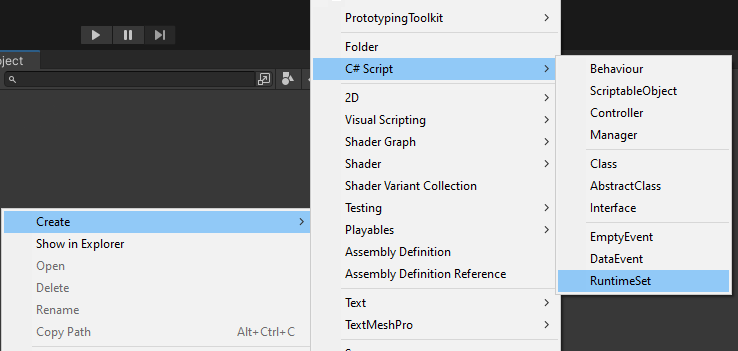 oject
Create
Show in Explorer
Open
Delete
Rename
Copy Path Alt+Ctrl+C
PrototypingToolkit
Folder
C# Script
2D
Visual Scripting
Shader Graph
Shader
Shader Variant Collection
Testing
Playables
Assembly Definition
Assembly Definition Reference
Text
TextMeshPro
Behaviour
ScriptableObject
Controller
Manager
Class
AbstractClass
Interface
EmptyEvent
DataEvent
RuntimeSet